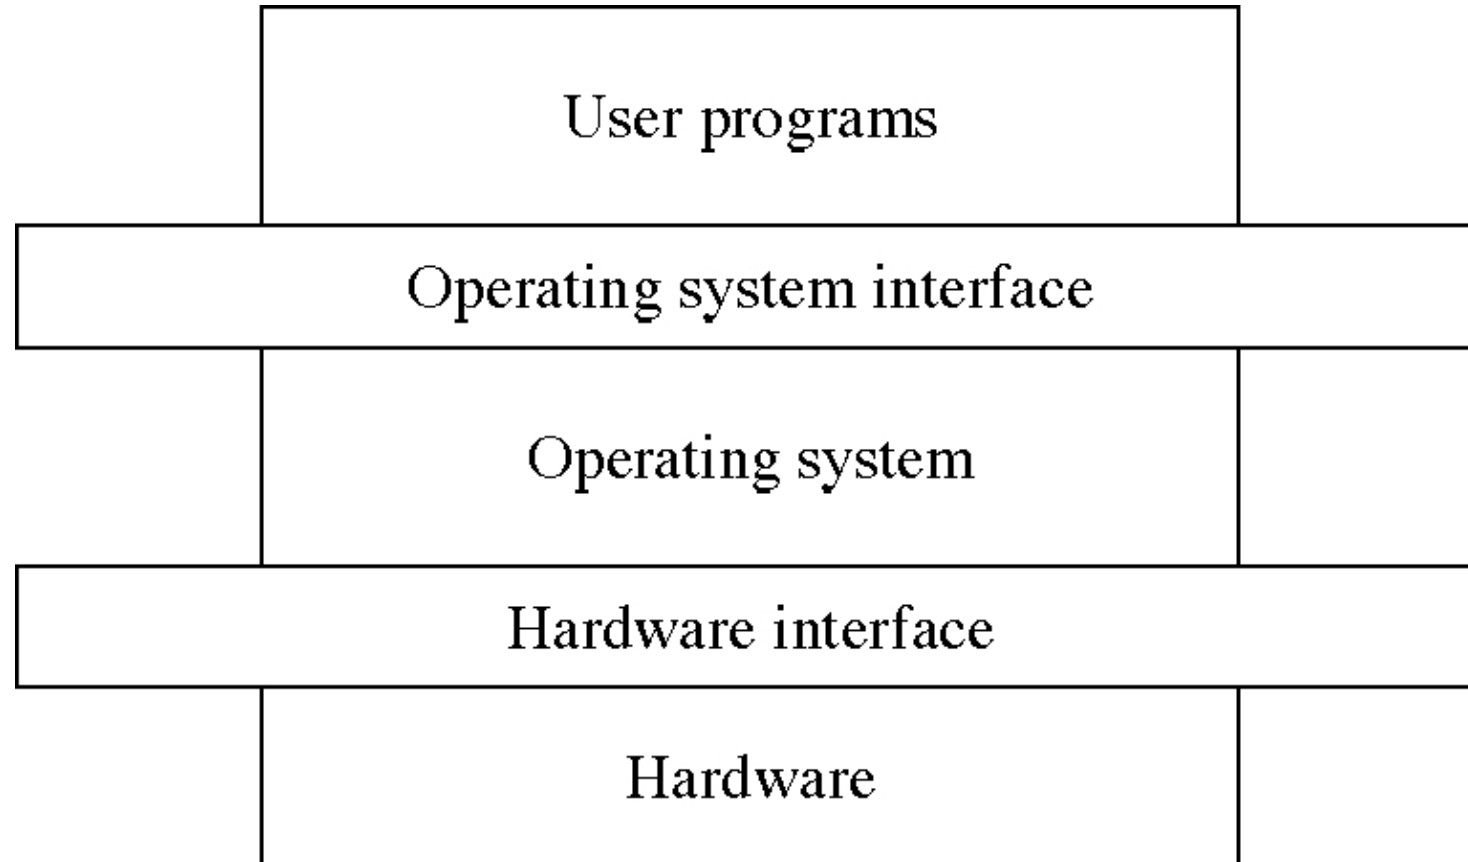 User programs
Operating system interface
Operating system
Hardware interface
Hardware